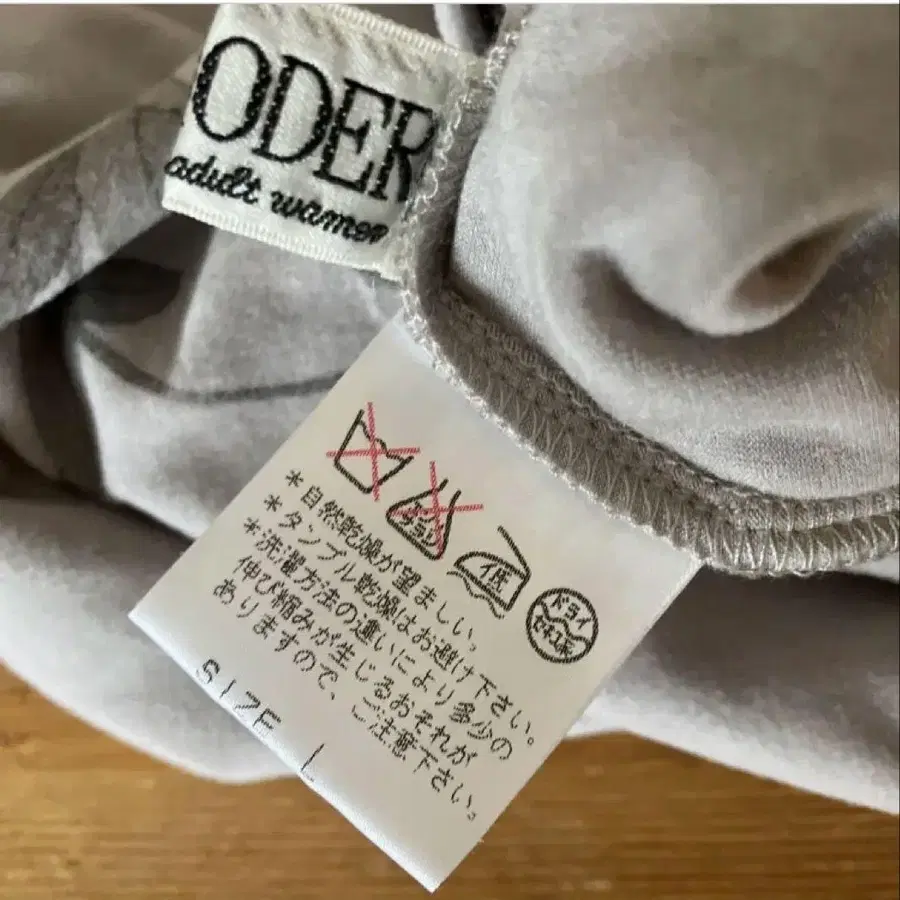 ODER
adult wamer
低
ドライ
セキユ系
*自然乾燥が望ましい。
*タンブル乾燥はお避け下さい。
*洗濯方法の違いにより多少の
伸び縮みが生じるおそれが
ありますので、ご注意下さい。
SIZE L